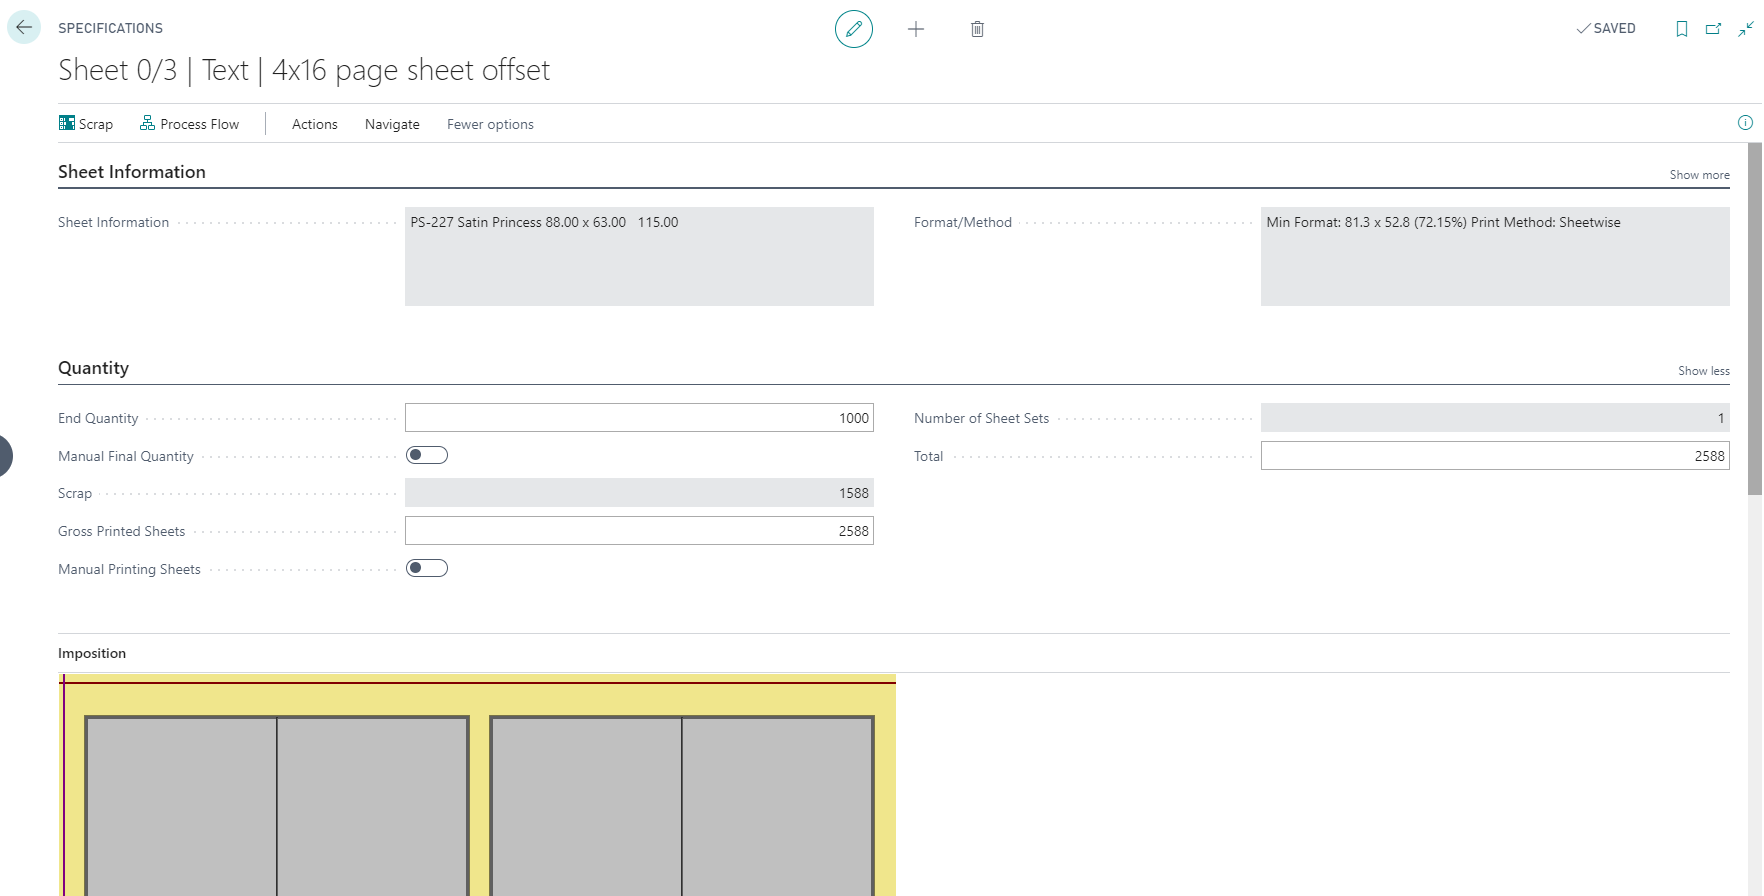 SPECIFICATIONS
SAVED
Sheet 0/3 | Text | 4x16 page sheet offset
Scrap
Process Flow
Actions
Navigate
Fewer options
Sheet Information
Show more
Sheet Information
PS-227 Satin Princess 88.00 x 63.00 115.00
Format/Method
Min Format: 81.3 x 52.8 (72.15%) Print Method: Sheetwise
Quantity
Show less
End Quantity
1000
Number of Sheet Sets
1
Manual Final Quantity
Total
2588
Scrap
1588
Gross Printed Sheets
2588
Manual Printing Sheets
Imposition